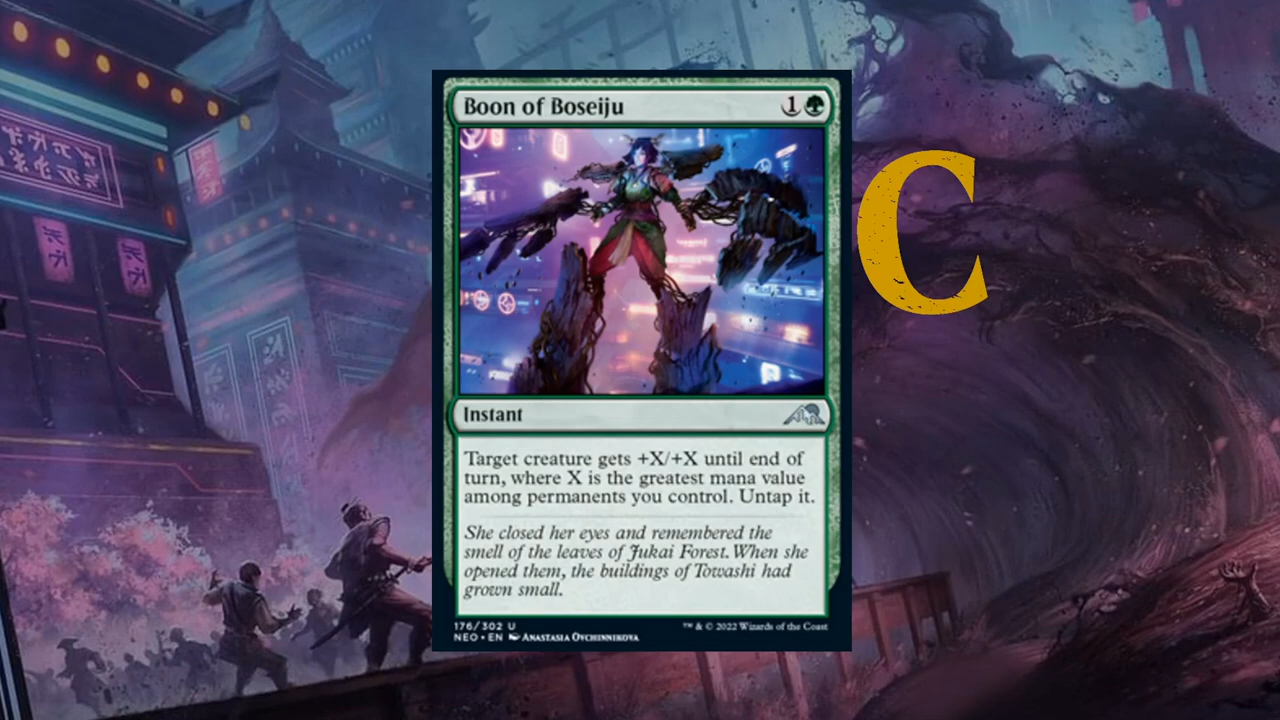 Boon of Boseiju 1
C
Instant
Target creature gets +X/+X until end of
turn, where X is the greatest mana value
among permanents you control. Untap it.
She closed her eyes and remembered the
smell of the leaves of Jukai Forest. When she
opened them, the buildings of Towashi had
grown small.
176/302 U
NEO • EN Anastasia Ovchinnikova
™ & © 2022 Wizards of the Coast